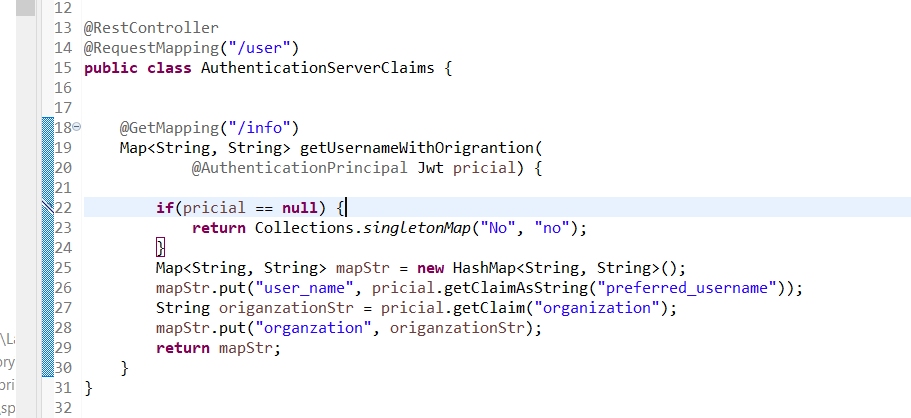 12
13 @RestController
14 @RequestMapping("/user")
15 public class AuthenticationServerClaims {
16
17
18 @GetMapping("/info")
19 Map<String, String> getUsernameWithOrigrantion(
20 @AuthenticationPrincipal Jwt pricial) {
21
22 if(pricial == null) {
23 return Collections.singletonMap("No", "no");
24 }
25 Map<String, String> mapStr = new HashMap<String, String>();
26 mapStr.put("user_name", pricial.getClaimAsString("preferred_username"));
27 String origanzationStr = pricial.getClaim("organization");
28 mapStr.put("organzation", origanzationStr);
29 return mapStr;
30 }
31 }
32
\La
ory
pri
sp